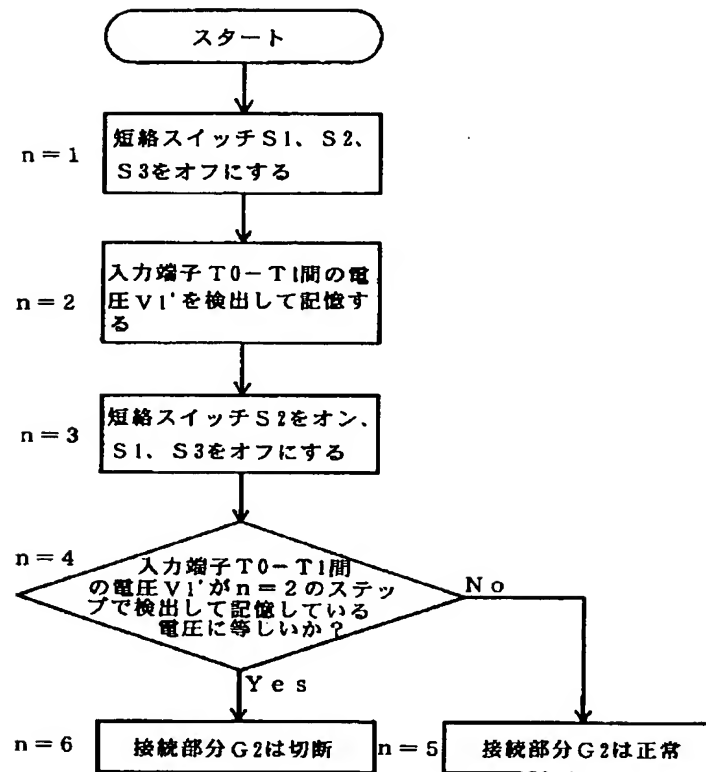 スタート
n=1
短絡スイッチS1、S2、
S3をオフにする
n=2
入力端子T0-T1間の電
圧V1'を検出して記憶す
る
n=3
短絡スイッチS2をオン、
S1、S3をオフにする
n=4
入力端子T0-T1間
の電圧V1'がn=2のステッ
プで検出して記憶している
電圧に等しいか?
No
Yes
n=6
接続部分G2は切断
n=5
接続部分G2は正常